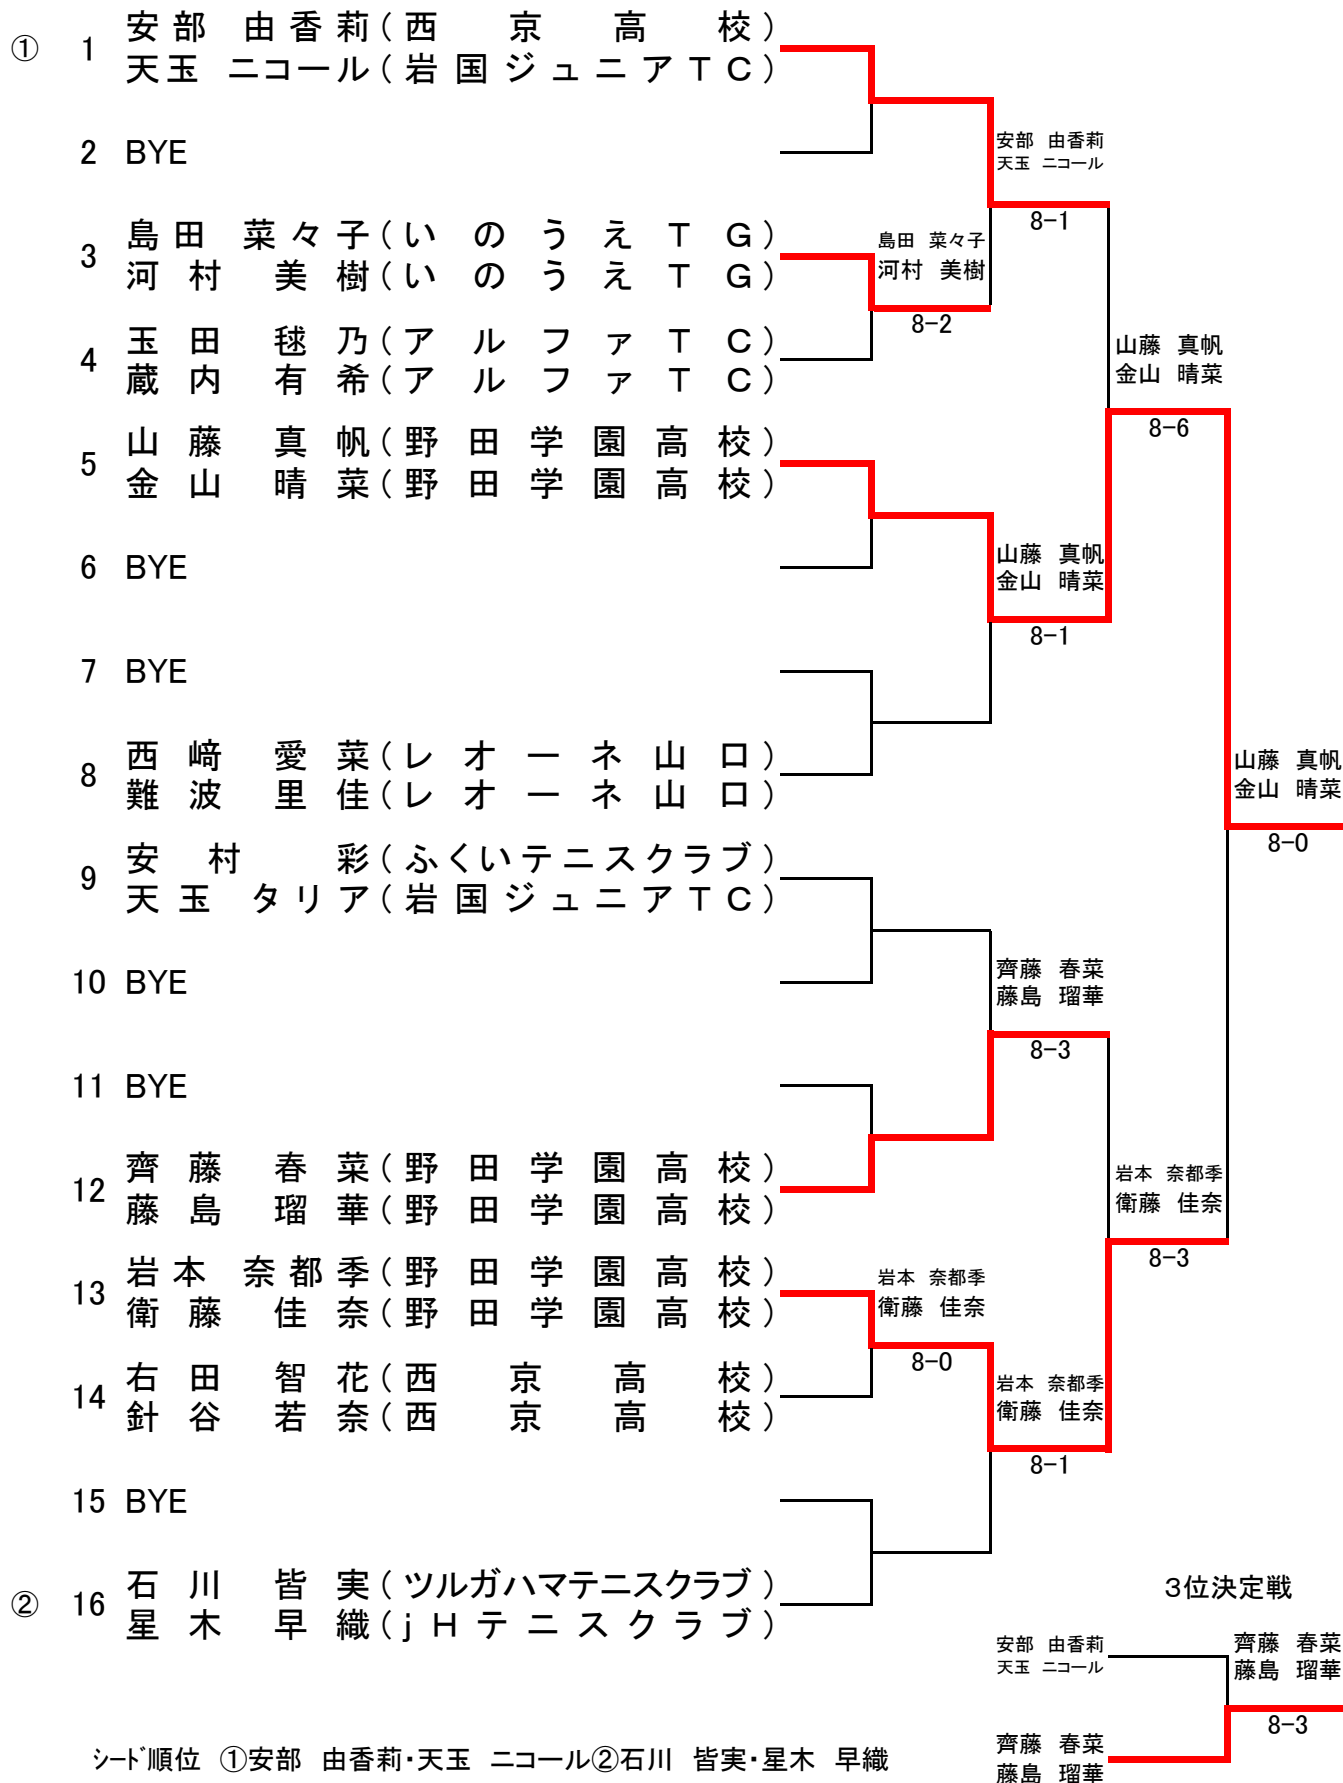 ① 1 安部 由香莉(西京高校)
天玉 ニコール(岩国ジュニアTC)
2 BYE
安部 由香莉
天玉 ニコール
8-1
3 島田 菜々子(いのうえTG)
河村 美樹(いのうえTG)
島田 菜々子
河村 美樹
8-2
4 玉田 毬乃(アルファTC)
蔵内 有希(アルファTC)
山藤 真帆
金山 晴菜
8-6
5 山藤 真帆(野田学園高校)
金山 晴菜(野田学園高校)
6 BYE
山藤 真帆
金山 晴菜
8-1
7 BYE
8 西﨑 愛菜(レオーネ山口)
難波 里佳(レオーネ山口)
山藤 真帆
金山 晴菜
8-0
9 安村 彩(ふくいテニスクラブ)
天玉 タリア(岩国ジュニアTC)
10 BYE
齊藤 春菜
藤島 瑠華
8-3
11 BYE
12 齊藤 春菜(野田学園高校)
藤島 瑠華(野田学園高校)
岩本 奈都季
衛藤 佳奈
8-3
13 岩本 奈都季(野田学園高校)
衛藤 佳奈(野田学園高校)
岩本 奈都季
衛藤 佳奈
8-0
14 右田 智花(西京高校)
針谷 若奈(西京高校)
岩本 奈都季
衛藤 佳奈
8-1
15 BYE
② 16 石川 皆実(ツルガハマテニスクラブ)
星木 早織(jHテニスクラブ)
3位決定戦
安部 由香莉
天玉 ニコール
齊藤 春菜
藤島 瑠華
8-3
齊藤 春菜
藤島 瑠華
シード順位 ①安部 由香莉・天玉 ニコール②石川 皆実・星木 早織